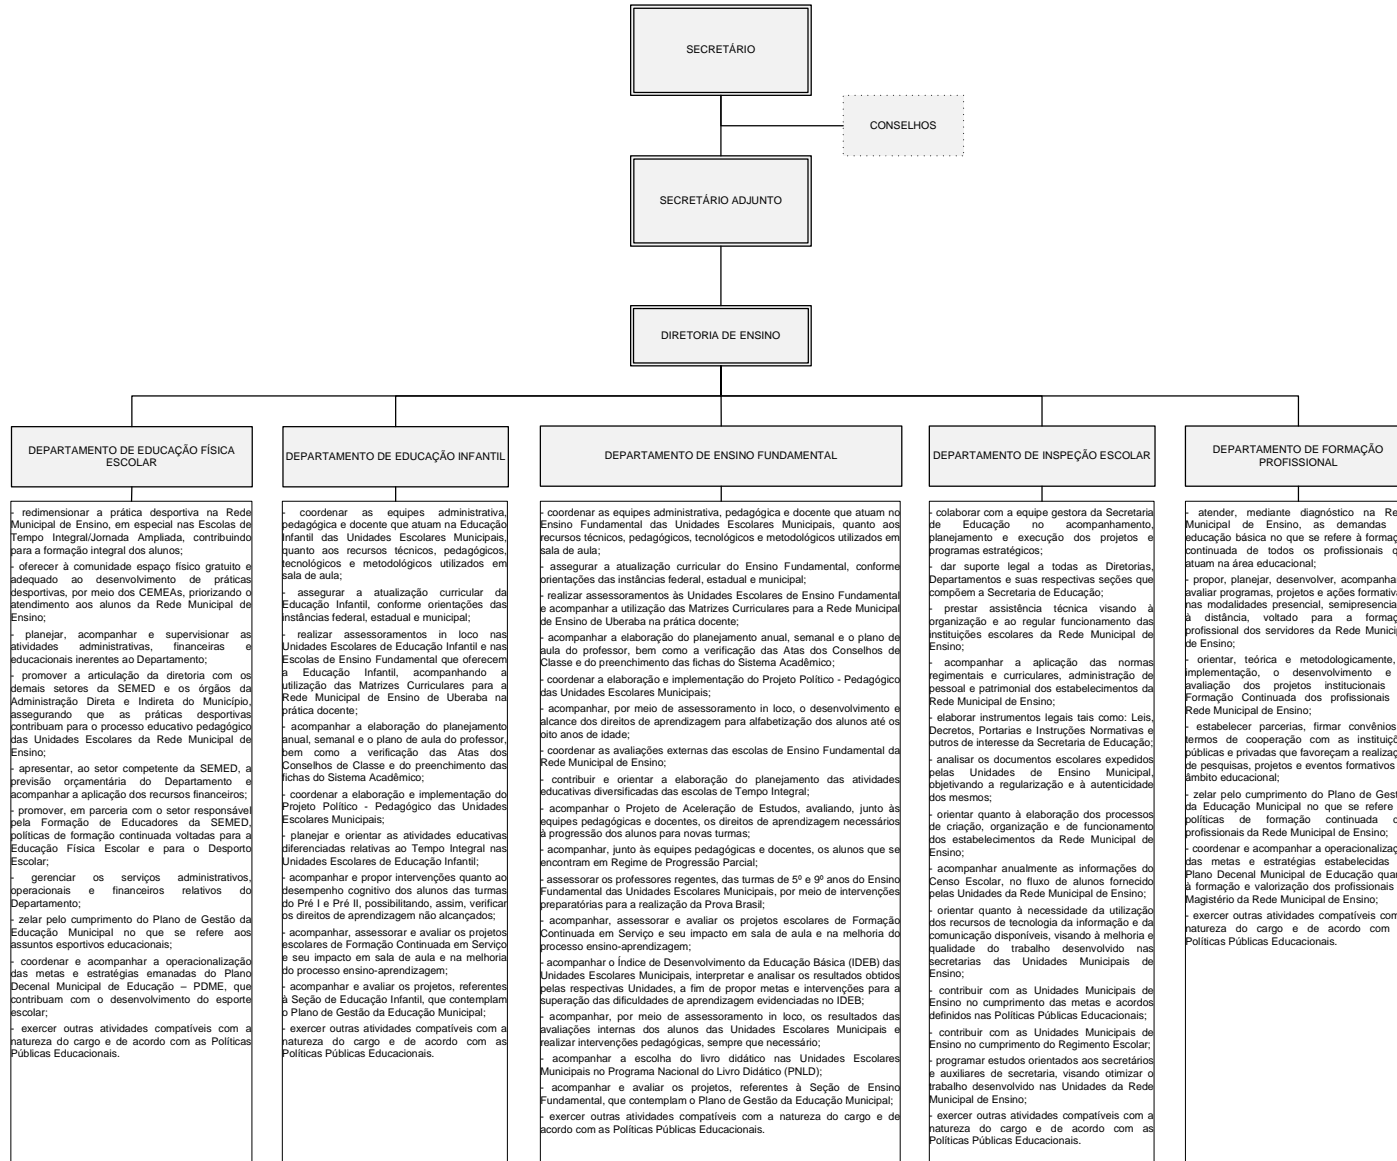 SECRETÁRIO
CONSELHOS
SECRETÁRIO ADJUNTO
DIRETORIA DE ENSINO
DEPARTAMENTO DE EDUCAÇÃO FÍSICA
ESCOLAR
- redimensionar a prática desportiva na Rede
Municipal de Ensino, em especial nas Escolas de
Tempo Integral/Jornada Ampliada, contribuindo
para a formação integral dos alunos;
- oferecer à comunidade espaço físico gratuito e
adequado ao desenvolvimento de práticas
desportivas, por meio dos CEMEAs, priorizando o
atendimento aos alunos da Rede Municipal de
Ensino;
- planejar, acompanhar e supervisionar as
atividades administrativas, financeiras e
educacionais inerentes ao Departamento;
- promover a articulação da diretoria com os
demais setores da SEMED e os órgãos da
Administração Direta e Indireta do Município,
assegurando que as práticas desportivas
contribuam para o processo educativo pedagógico
das Unidades Escolares da Rede Municipal de
Ensino;
- apresentar, ao setor competente da SEMED, a
previsão orçamentária do Departamento e
acompanhar a aplicação dos recursos financeiros;
- promover, em parceria com o setor responsável
pela Formação de Educadores da SEMED,
políticas de formação continuada voltadas para a
Educação Física Escolar e para o Desporto
Escolar;
- gerenciar os serviços administrativos,
operacionais e financeiros relativos do
Departamento;
- zelar pelo cumprimento do Plano de Gestão da
Educação Municipal no que se refere aos
assuntos esportivos educacionais;
- coordenar e acompanhar a operacionalização
das metas e estratégias emanadas do Plano
Decenal Municipal de Educação – PDME, que
contribuam com o desenvolvimento do esporte
escolar;
- exercer outras atividades compatíveis com a
natureza do cargo e de acordo com as Políticas
Públicas Educacionais.
DEPARTAMENTO DE EDUCAÇÃO INFANTIL
- coordenar as equipes administrativa,
pedagógica e docente que atuam na Educação
Infantil das Unidades Escolares Municipais,
quanto aos recursos técnicos, pedagógicos,
tecnológicos e metodológicos utilizados em
sala de aula;
- assegurar a atualização curricular da
Educação Infantil, conforme orientações das
instâncias federal, estadual e municipal;
- realizar assessoramentos in loco nas
Unidades Escolares de Educação Infantil e nas
Escolas de Ensino Fundamental que oferecem
a Educação Infantil, acompanhando a
utilização das Matrizes Curriculares para a
Rede Municipal de Ensino de Uberaba na
prática docente;
- acompanhar a elaboração do planejamento
anual, semanal e o plano de aula do professor,
bem como a verificação das Atas dos
Conselhos de Classe e do preenchimento das
fichas do Sistema Acadêmico;
- coordenar a elaboração e implementação do
Projeto Político - Pedagógico das Unidades
Escolares Municipais;
- planejar e orientar as atividades educativas
diferenciadas relativas ao Tempo Integral nas
Unidades Escolares de Educação Infantil;
- acompanhar e propor intervenções quanto ao
desempenho cognitivo dos alunos das turmas
do Pré I e Pré II, possibilitando, assim, verificar
os direitos de aprendizagem não alcançados;
- acompanhar, assessorar e avaliar os projetos
escolares de Formação Continuada em Serviço
e seu impacto em sala de aula e na melhoria
do processo ensino-aprendizagem;
- acompanhar e avaliar os projetos, referentes
à Seção de Educação Infantil, que contemplam
o Plano de Gestão da Educação Municipal;
- exercer outras atividades compatíveis com a
natureza do cargo e de acordo com as
Políticas Públicas Educacionais.
DEPARTAMENTO DE ENSINO FUNDAMENTAL
- coordenar as equipes administrativa, pedagógica e docente que atuam no
Ensino Fundamental das Unidades Escolares Municipais, quanto aos
recursos técnicos, pedagógicos, tecnológicos e metodológicos utilizados em
sala de aula;
- assegurar a atualização curricular do Ensino Fundamental, conforme
orientações das instâncias federal, estadual e municipal;
- realizar assessoramentos às Unidades Escolares de Ensino Fundamental
e acompanhar a utilização das Matrizes Curriculares para a Rede Municipal
de Ensino de Uberaba na prática docente;
- acompanhar a elaboração do planejamento anual, semanal e o plano de
aula do professor, bem como a verificação das Atas dos Conselhos de
Classe e do preenchimento das fichas do Sistema Acadêmico;
- coordenar a elaboração e implementação do Projeto Político - Pedagógico
das Unidades Escolares Municipais;
- acompanhar, por meio de assessoramento in loco, o desenvolvimento e
alcance dos direitos de aprendizagem para alfabetização dos alunos até os
oito anos de idade;
- coordenar as avaliações externas das escolas de Ensino Fundamental da
Rede Municipal de Ensino;
- contribuir e orientar a elaboração do planejamento das atividades
educativas diversificadas das escolas de Tempo Integral;
- acompanhar o Projeto de Aceleração de Estudos, avaliando, junto às
equipes pedagógicas e docentes, os direitos de aprendizagem necessários
à progressão dos alunos para novas turmas;
- acompanhar, junto às equipes pedagógicas e docentes, os alunos que se
encontram em Regime de Progressão Parcial;
- assessorar os professores regentes, das turmas de 5º e 9º anos do Ensino
Fundamental das Unidades Escolares Municipais, por meio de intervenções
preparatórias para a realização da Prova Brasil;
- acompanhar, assessorar e avaliar os projetos escolares de Formação
Continuada em Serviço e seu impacto em sala de aula e na melhoria do
processo ensino-aprendizagem;
- acompanhar o Índice de Desenvolvimento da Educação Básica (IDEB) das
Unidades Escolares Municipais, interpretar e analisar os resultados obtidos
pelas respectivas Unidades, a fim de propor metas e intervenções para a
superação das dificuldades de aprendizagem evidenciadas no IDEB;
- acompanhar, por meio de assessoramento in loco, os resultados das
avaliações internas dos alunos das Unidades Escolares Municipais e
realizar intervenções pedagógicas, sempre que necessário;
- acompanhar a escolha do livro didático nas Unidades Escolares
Municipais no Programa Nacional do Livro Didático (PNLD);
- acompanhar e avaliar os projetos, referentes à Seção de Ensino
Fundamental, que contemplam o Plano de Gestão da Educação Municipal;
- exercer outras atividades compatíveis com a natureza do cargo e de
acordo com as Políticas Públicas Educacionais.
DEPARTAMENTO DE INSPEÇÃO ESCOLAR
- colaborar com a equipe gestora da Secretaria
de Educação no acompanhamento,
planejamento e execução dos projetos e
programas estratégicos;
- dar suporte legal a todas as Diretorias,
Departamentos e suas respectivas seções que
compõem a Secretaria de Educação;
- prestar assistência técnica visando à
organização e ao regular funcionamento das
instituições escolares da Rede Municipal de
Ensino;
- acompanhar a aplicação das normas
regimentais e curriculares, administração de
pessoal e patrimonial dos estabelecimentos da
Rede Municipal de Ensino;
- elaborar instrumentos legais tais como: Leis,
Decretos, Portarias e Instruções Normativas e
outros de interesse da Secretaria de Educação;
- analisar os documentos escolares expedidos
pelas Unidades de Ensino Municipal,
objetivando a regularização e à autenticidade
dos mesmos;
- orientar quanto à elaboração dos processos
de criação, organização e de funcionamento
dos estabelecimentos da Rede Municipal de
Ensino;
- acompanhar anualmente as informações do
Censo Escolar, no fluxo de alunos fornecido
pelas Unidades da Rede Municipal de Ensino;
- orientar quanto à necessidade da utilização
dos recursos de tecnologia da informação e da
comunicação disponíveis, visando à melhoria e
qualidade do trabalho desenvolvido nas
secretarias das Unidades Municipais de
Ensino;
- contribuir com as Unidades Municipais de
Ensino no cumprimento das metas e acordos
definidos nas Políticas Públicas Educacionais;
- contribuir com as Unidades Municipais de
Ensino no cumprimento do Regimento Escolar;
- programar estudos orientados aos secretários
e auxiliares de secretaria, visando otimizar o
trabalho desenvolvido nas Unidades da Rede
Municipal de Ensino;
- exercer outras atividades compatíveis com a
natureza do cargo e de acordo com as
Políticas Públicas Educacionais.
DEPARTAMENTO DE FORMAÇÃO
PROFISSIONAL
- atender, mediante diagnóstico na
Municipal de Ensino, as demandas
educação básica no que se refere à
continuada de todos os profissionais
atuam na área educacional;
- propor, planejar, desenvolver,
avaliar programas, projetos e ações
nas modalidades presencial,
à distância, voltado para a
profissional dos servidores da Rede
de Ensino;
- orientar, teórica e metodologicamente,
implementação, o desenvolvimento e
avaliação dos projetos institucionais
Formação Continuada dos profissionais
Rede Municipal de Ensino;
- estabelecer parcerias, firmar convênios
termos de cooperação com as
públicas e privadas que favoreçam a
de pesquisas, projetos e eventos formativos
âmbito educacional;
- zelar pelo cumprimento do Plano de
da Educação Municipal no que se refere
políticas de formação continuada
profissionais da Rede Municipal de Ensino;
- coordenar e acompanhar a
das metas e estratégias estabelecidas
Plano Decenal Municipal de Educação
à formação e valorização dos profissionais
Magistério da Rede Municipal de Ensino;
- exercer outras atividades compatíveis
natureza do cargo e de acordo com
Políticas Públicas Educacionais.